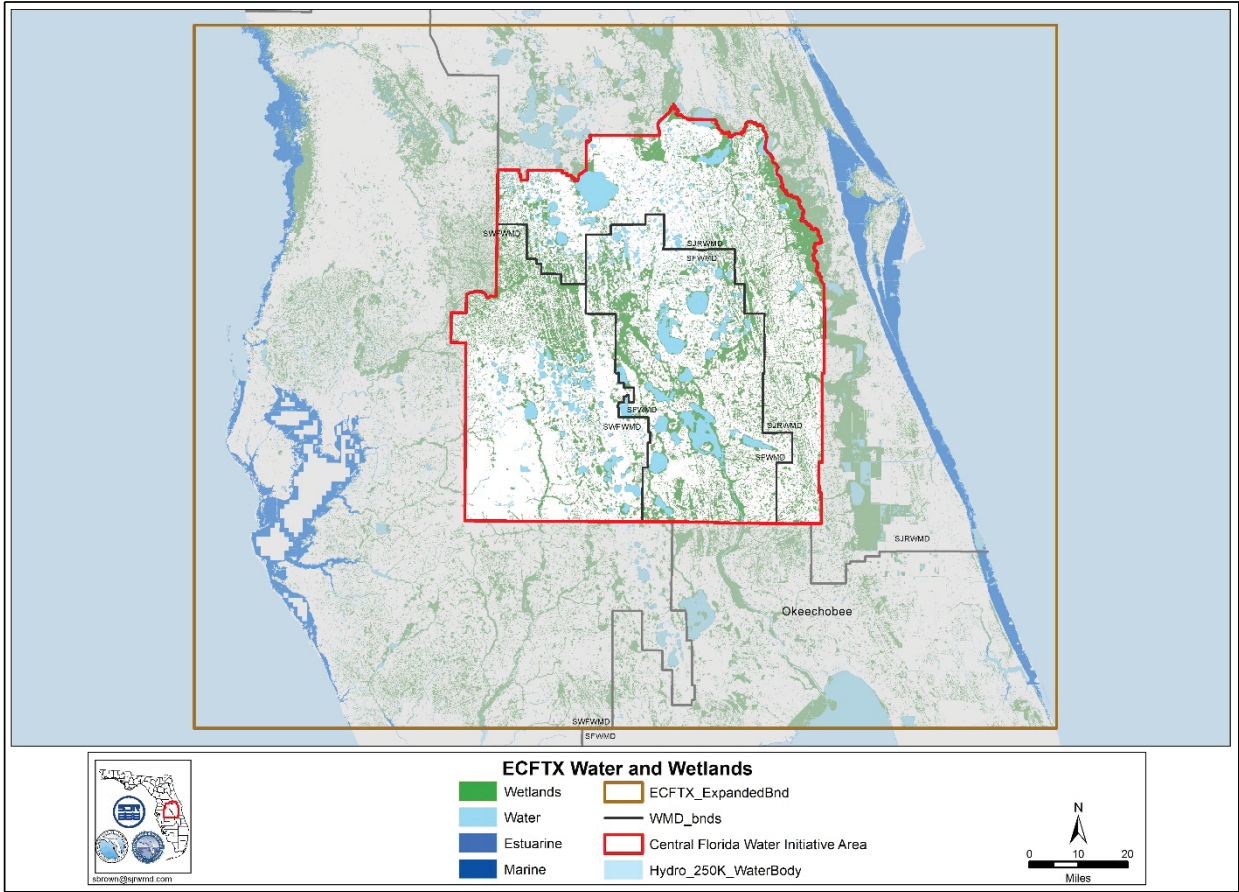 SWFWMD
SJRWMD
SFWMD
SFWMD
SWFWMD
SJRWMD
SFWMD
SJRWMD
Okeechobee
SWFWMD
SFWMD
ECFTX Water and Wetlands
Wetlands
ECFTX_ExpandedBnd
Water
WMD_bnds
Estuarine
Central Florida Water Initiative Area
Marine
Hydro_250K_WaterBody
N
0 10 20
Miles
sbrown@sjrwmd.com